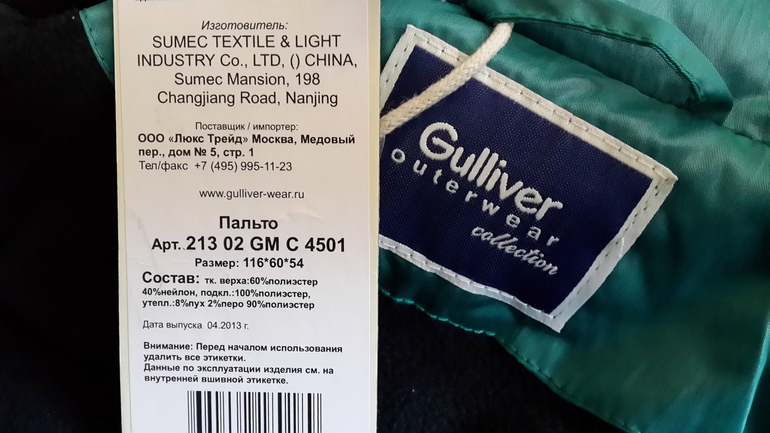 Изготовитель:
SUMEC TEXTILE & LIGHT
INDUSTRY Co., LTD, () CHINA,
Sumec Mansion, 198
Changjiang Road, Nanjing
Поставщик / импортер:
ООО «Люкс Трейд» Москва, Медовый
пер., дом № 5, стр. 1
Тел/факс +7 (495) 995-11-23
www.gulliver-wear.ru
Пальто
Арт. 213 02 GM C 4501
Размер: 116*60*54
Состав: тк. верха:60%полиэстер
40%нейлон, подкл.:100%полиэстер,
утепл.:8%пух 2%перо 90%полиэстер
Дата выпуска 04.2013 г.
Внимание: Перед началом использования
удалить все этикетки.
Данные по эксплуатации изделия см. на
внутренней вшивной этикетке.
Gulliver
outerwear
collection